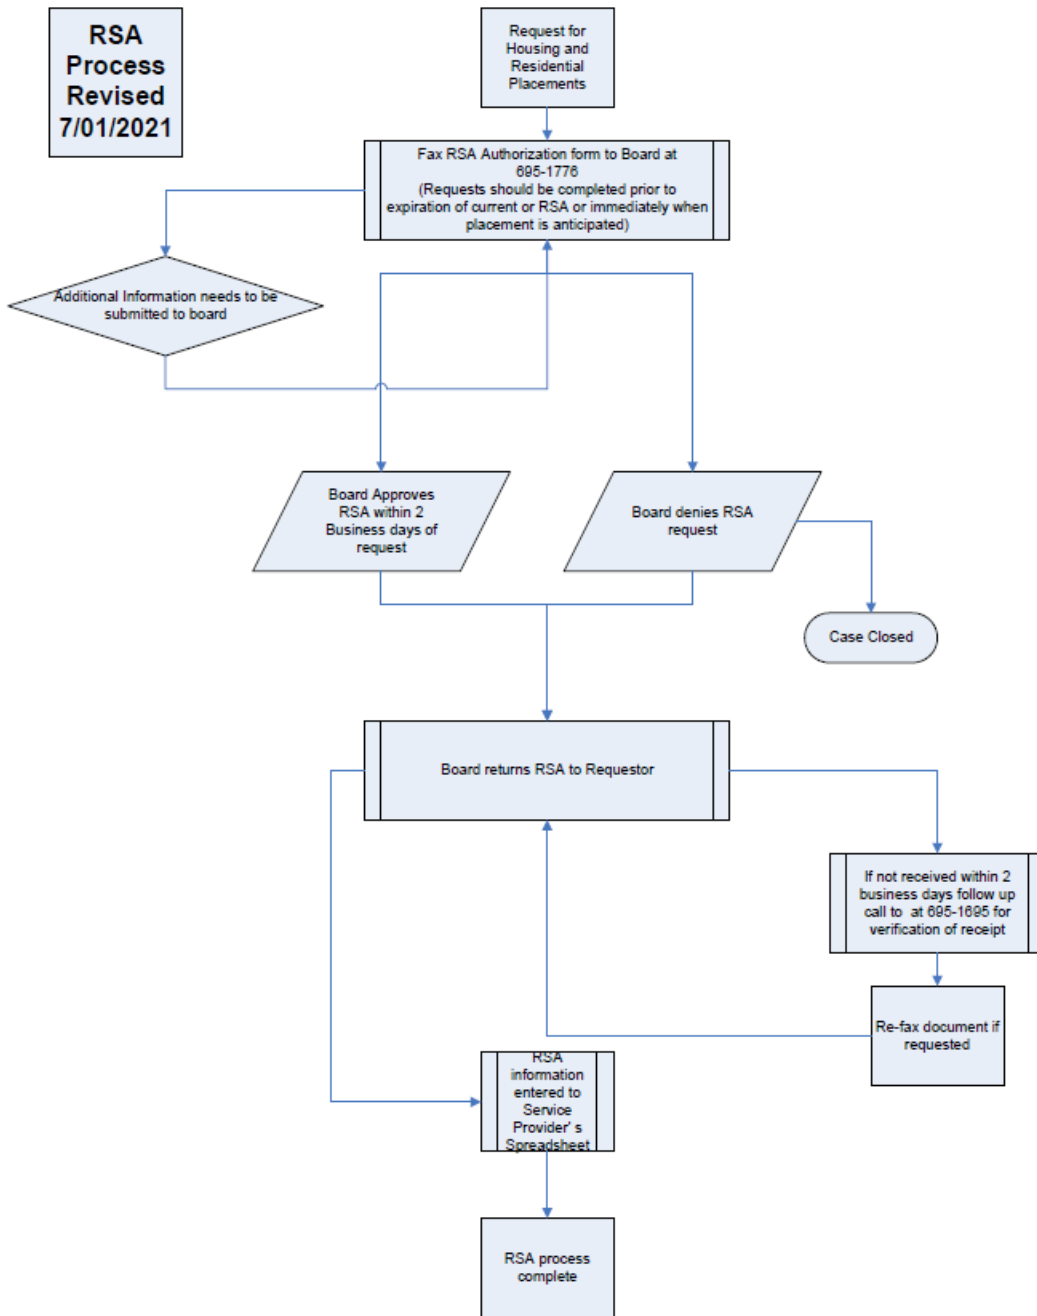 RSA
Process
Revised
7/01/2021
Request for
Housing and
Residential
Placements
Fax RSA Authorization form to Board at
695-1776
(Requests should be completed prior to
expiration of current or RSA or immediately when
placement is anticipated)
Additional Information needs to be
submitted to board
Board Approves
RSA within 2
Business days of
request
Board denies RSA
request
Case Closed
Board returns RSA to Requestor
If not received within 2
business days follow up
call to  at 695-1695 for
verification of receipt
Re-fax document if
requested
RSA
information
entered to
Service
Provider' s
Spreadsheet
RSA process
complete